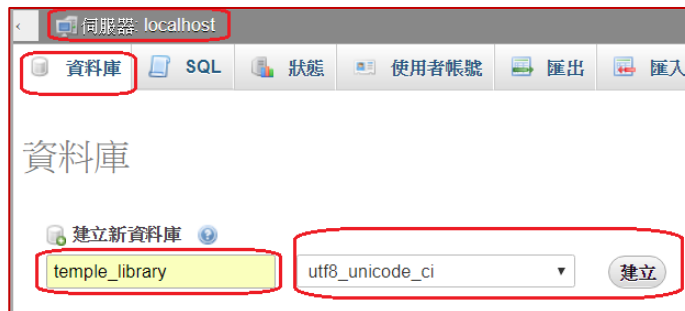 伺服器: localhost
資料庫 SQL 狀態 使用者帳號 匯出 匯入
資料庫
建立新資料庫
temple_library utf8_unicode_ci 建立